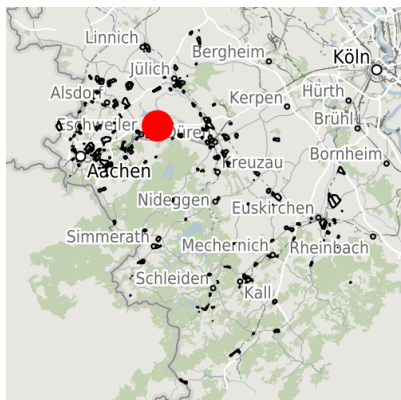 Linnich
Bergheim
Köln
Jülich
Alsdorf
Kerpen
Hürth
Brühl
Eschweiler
Bornheim
Aachen
Kreuzau
Nideggen
Euskirchen
Simmerath
Mechernich
Rheinbach
Schleiden
Kall